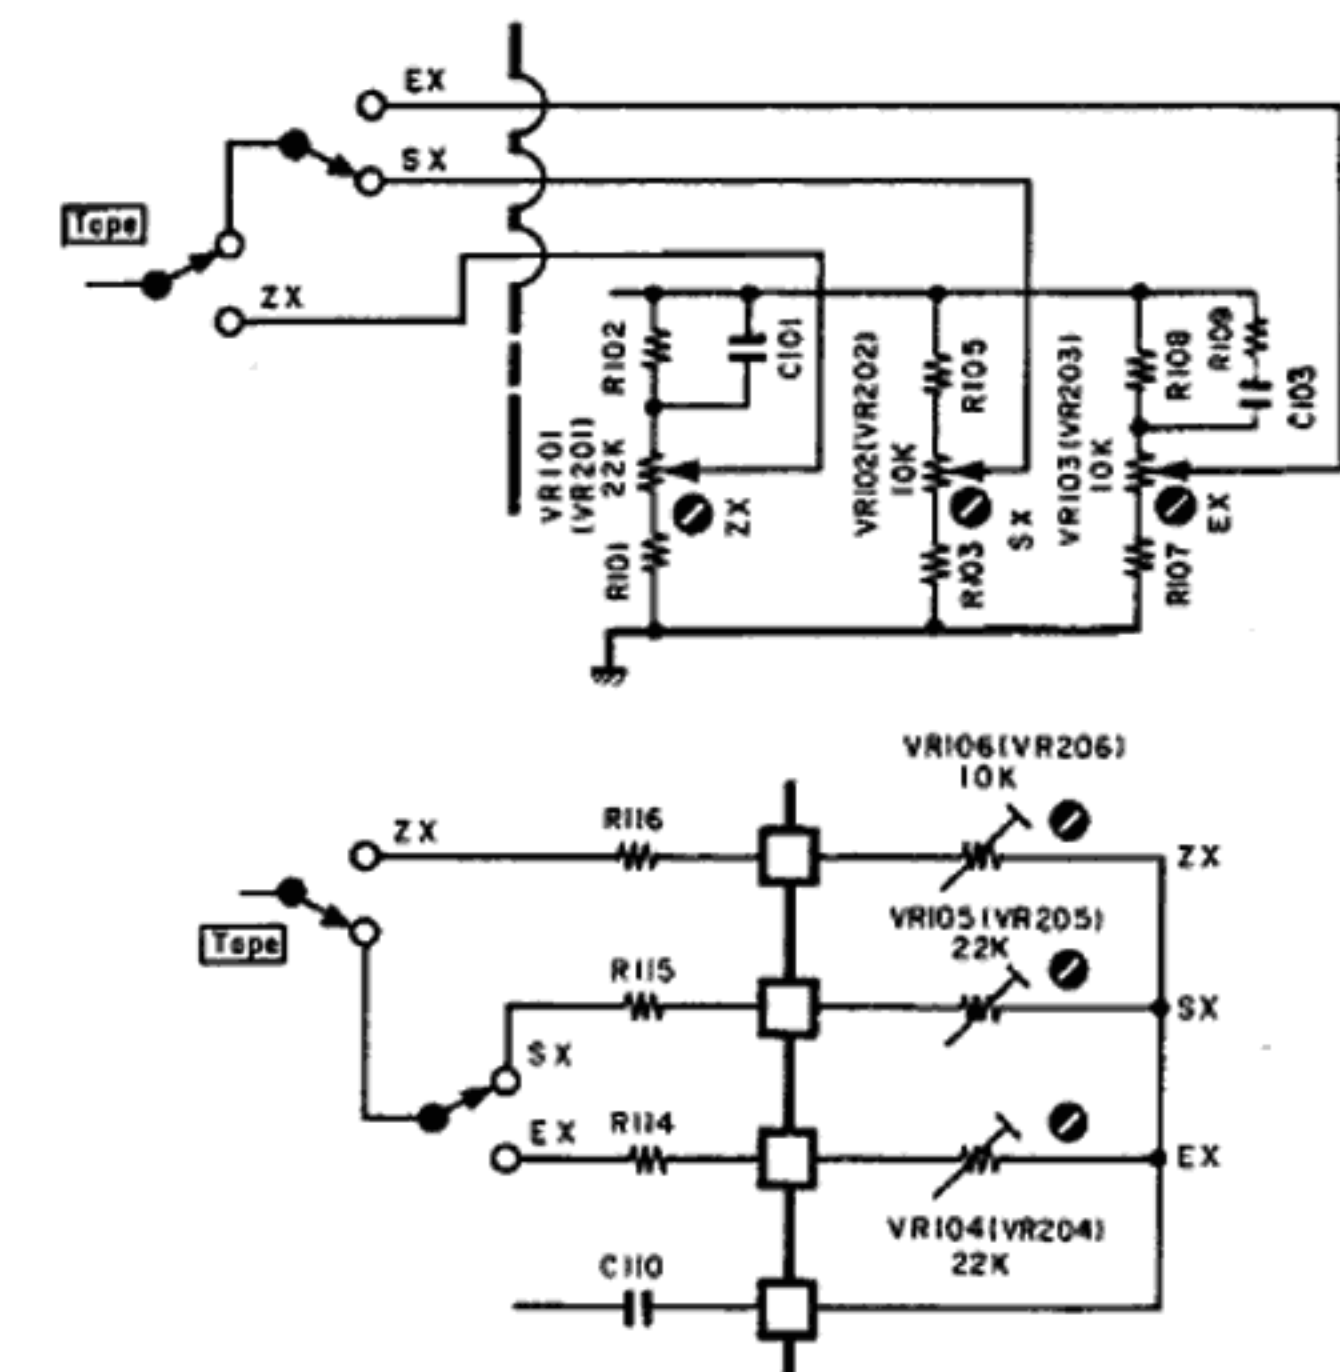 EX
SX
Tape
ZX
R102
C101
VR101
(VR201)
22K
R101
ZX
VR102(VR202)
10K
R105
R103
SX
VR103(VR203)
10K
R108
R109
C103
R107
EX
VR106(VR206)
10K
ZX
R116
ZX
Tape
VR105(VR205)
22K
R115
SX
SX
EX
R114
EX
VR104(VR204)
22K
C110